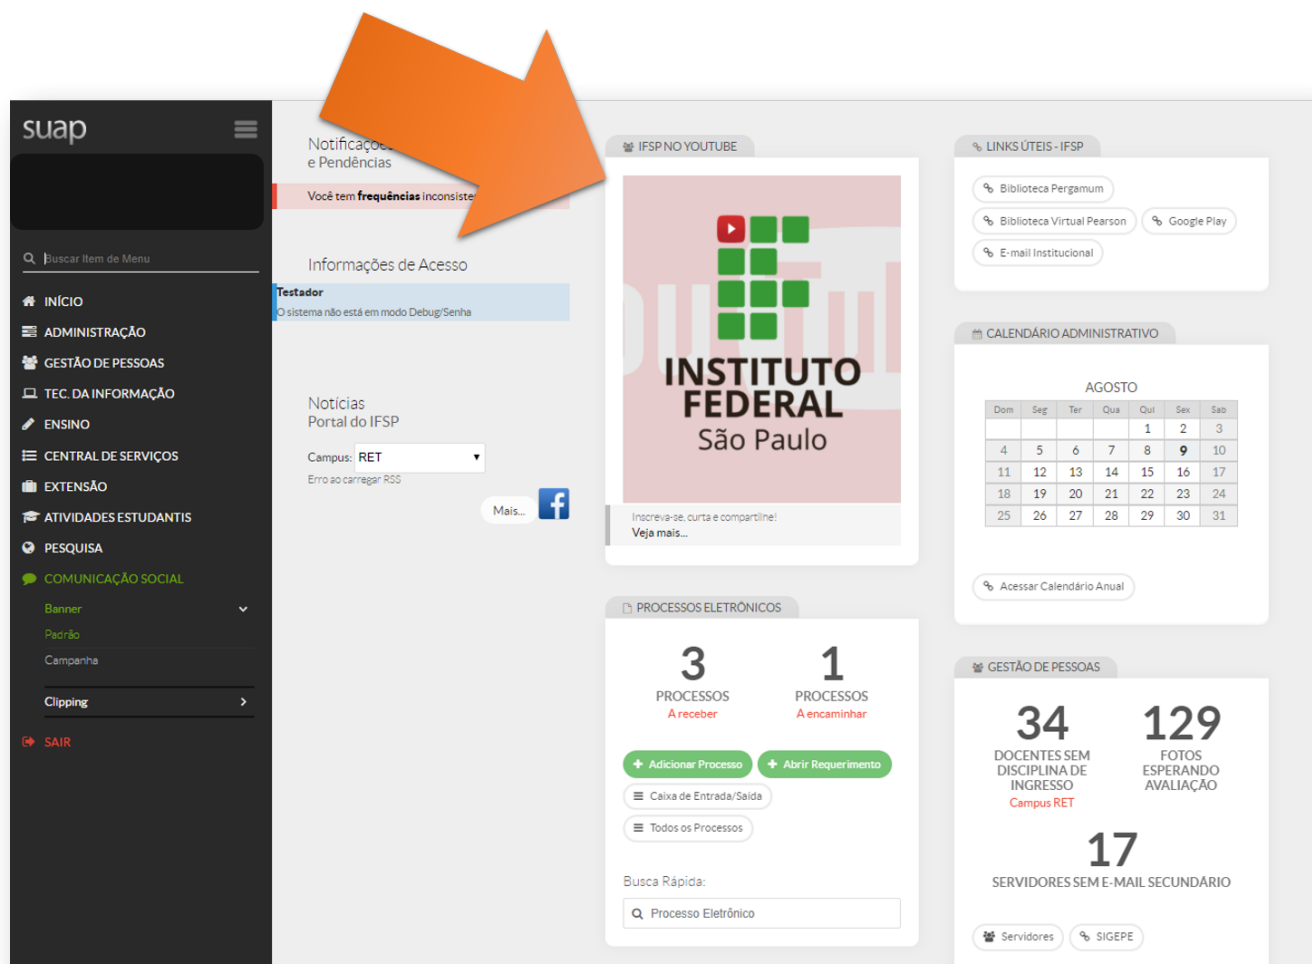 suap
Buscar Item de Menu
INÍCIO
ADMINISTRAÇÃO
GESTÃO DE PESSOAS
TEC. DA INFORMAÇÃO
ENSINO
CENTRAL DE SERVIÇOS
EXTENSÃO
ATIVIDADES ESTUDANTIS
PESQUISA
COMUNICAÇÃO SOCIAL
Banner
Padrão
Campanha
Clipping
SAIR
Notificações
e Pendências
Você tem frequências
Informações de Acesso
Testador
O sistema não está em modo Debug/Senha
Notícias
Portal do IFSP
Campus: RET
Erro ao carregar RSS
Mais...
IFSP NO YOUTUBE
INSTITUTO
FEDERAL
São Paulo
Inscreva-se, curta e compartilhe!
Veja mais...
PROCESSOS ELETRÔNICOS
3 1
PROCESSOS PROCESSOS
A receber A encaminhar
Adicionar Processo Abrir Requerimento
Caixa de Entrada/Saída
Todos os Processos
Busca Rápida:
Processo Eletrônico
LINKS ÚTEIS - IFSP
Biblioteca Pergamum
Biblioteca Virtual Pearson Google Play
E-mail Institucional
CALENDÁRIO ADMINISTRATIVO
AGOSTO
Dom Seg Ter Qua Qui Sex Sab
1 2 3
4 5 6 7 8 9 10
11 12 13 14 15 16 17
18 19 20 21 22 23 24
25 26 27 28 29 30 31
Acessar Calendário Anual
GESTÃO DE PESSOAS
34 129
DOCENTES SEM FOTOS
DISCIPLINA DE ESPERANDO
INGRESSO AVALIAÇÃO
Campus RET
17
SERVIDORES SEM E-MAIL SECUNDÁRIO
Servidores SIGEPE